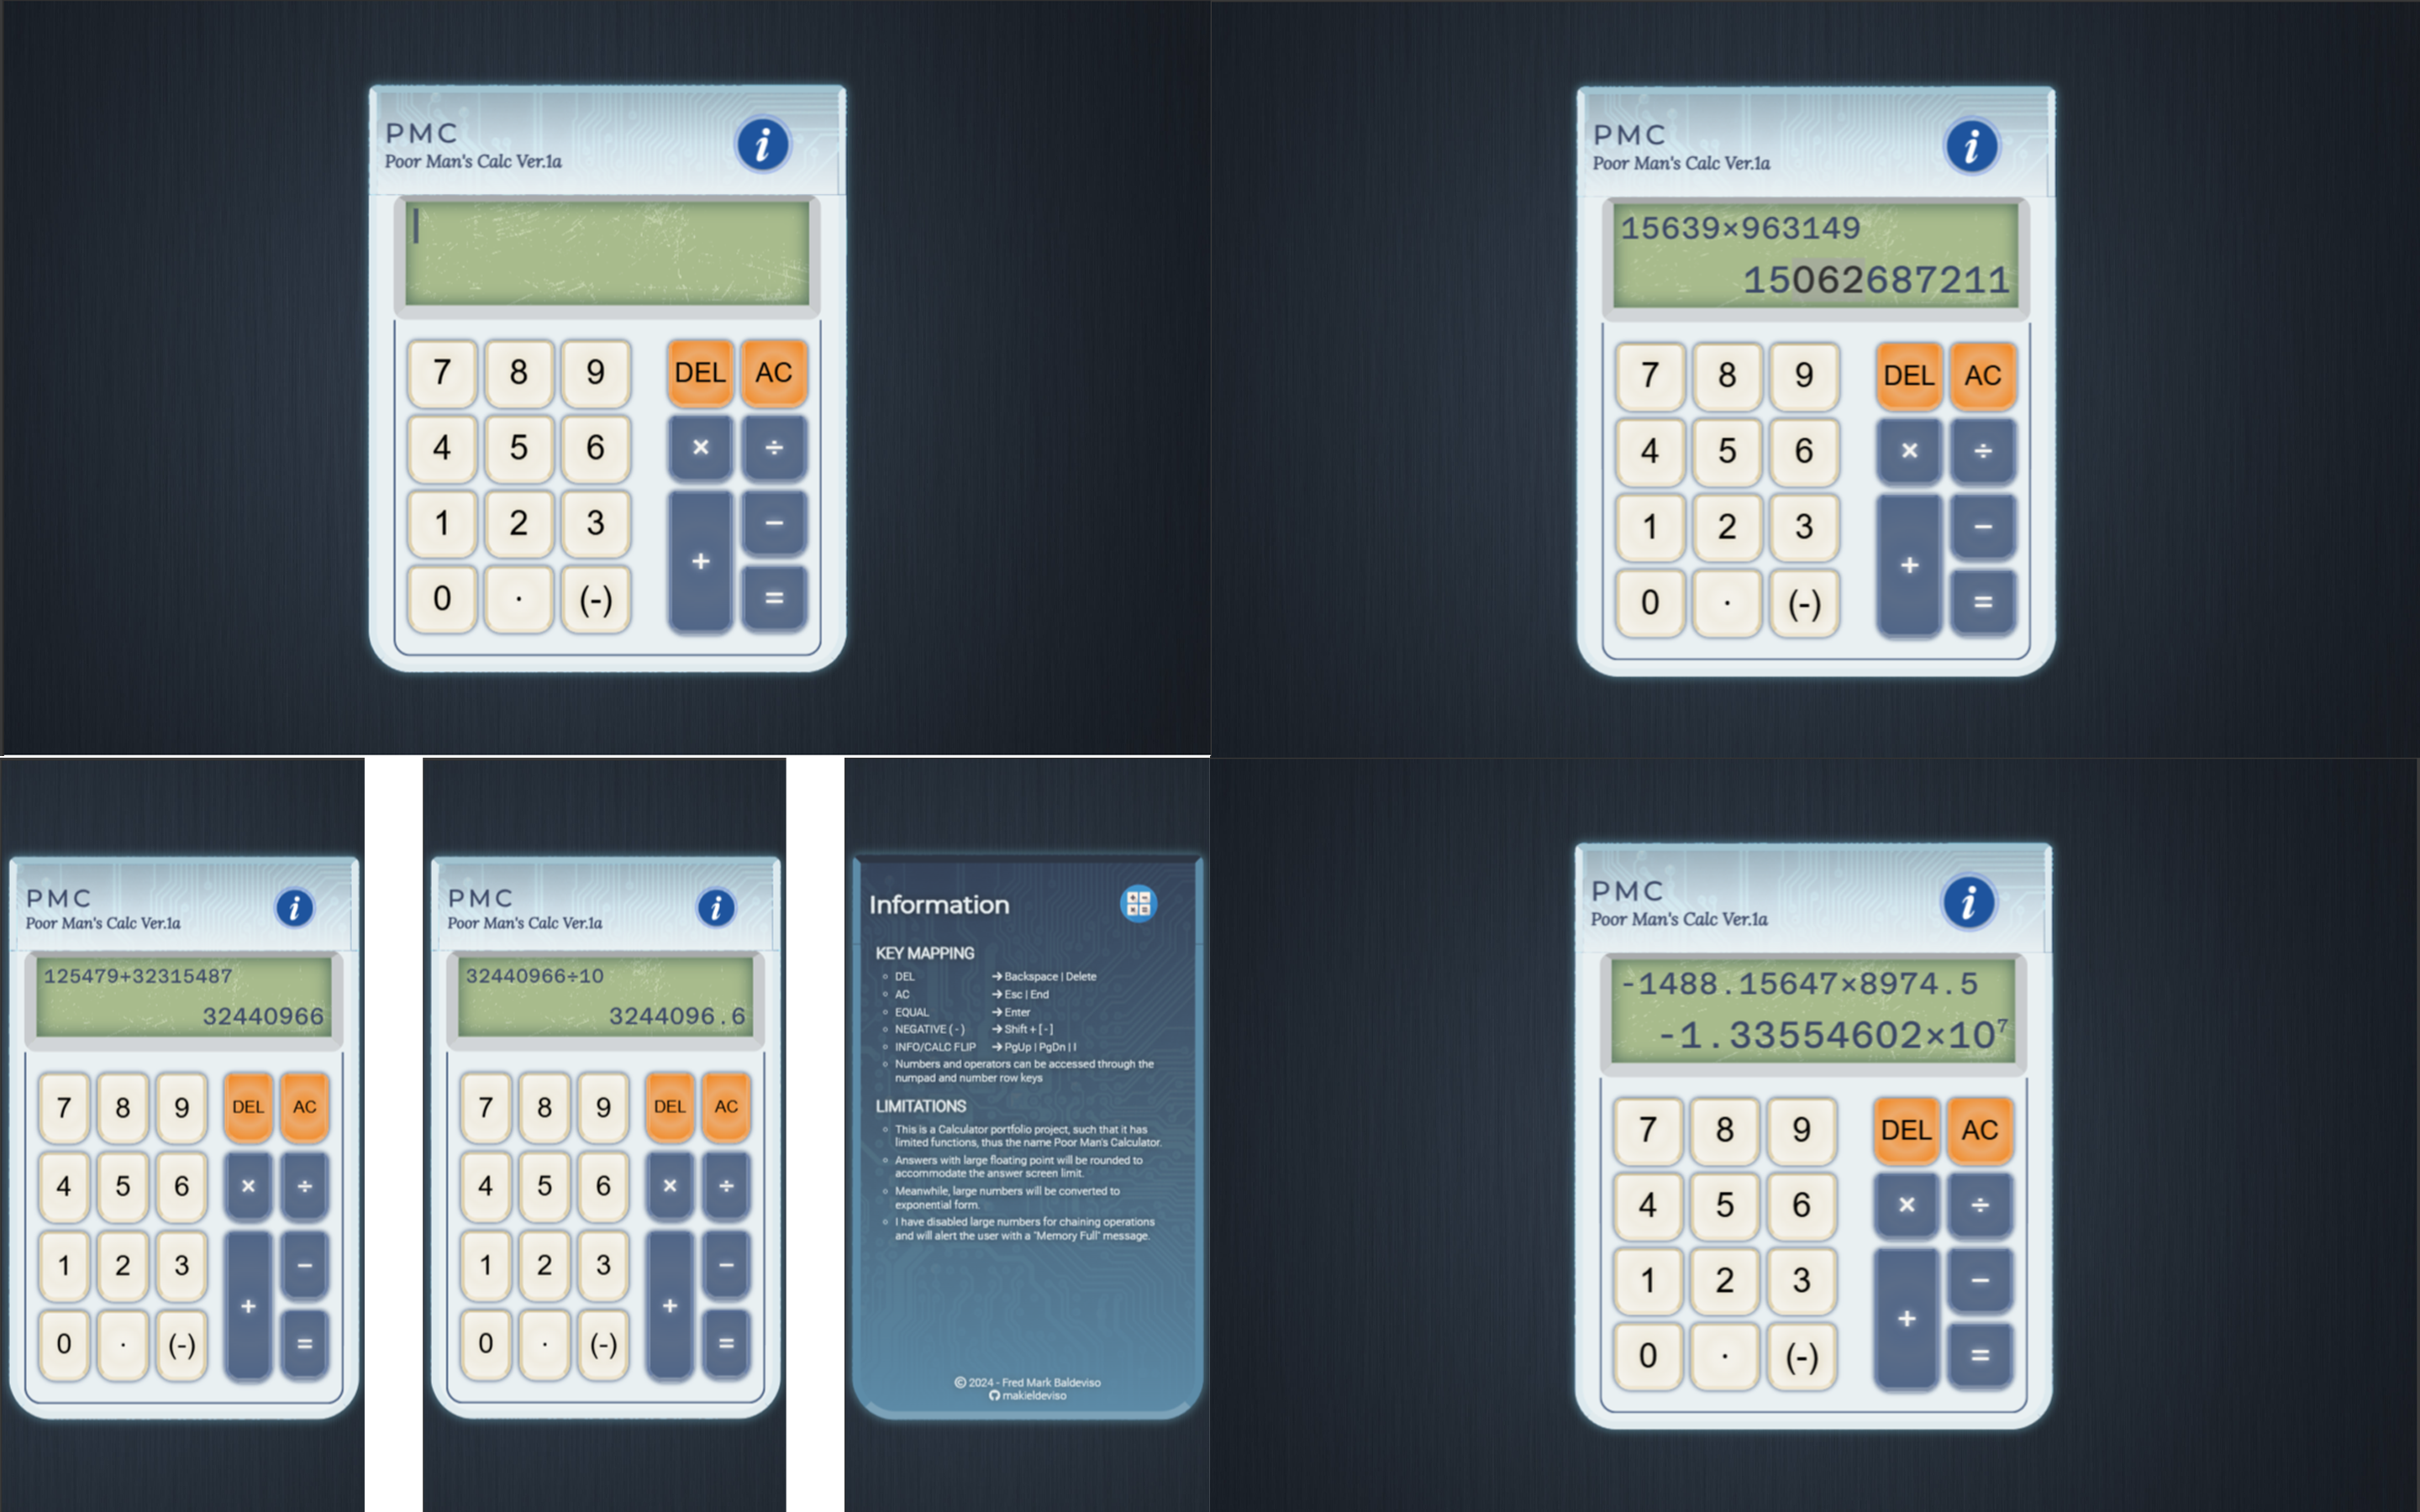 PMC
Poor Man's Calc Ver.1a
i
7 8 9 DEL AC
4 5 6 × ÷
1 2 3 + −
0 · (-) =
PMC
Poor Man's Calc Ver.1a
i
15639×963149
15062687211
7 8 9 DEL AC
4 5 6 × ÷
1 2 3 + −
0 · (-) =
PMC
Poor Man's Calc Ver.1a
i
125479+32315487
32440966
7 8 9 DEL AC
4 5 6 × ÷
1 2 3 + −
0 · (-) =
PMC
Poor Man's Calc Ver.1a
i
32440966÷10
3244096.6
7 8 9 DEL AC
4 5 6 × ÷
1 2 3 + −
0 · (-) =
Information
KEY MAPPING
DEL → Backspace | Delete
AC → Esc | End
EQUAL → Enter
NEGATIVE ( - ) → Shift + [ - ]
INFO/CALC FLIP → PgUp | PgDn | I
Numbers and operators can be accessed through the
numpad and number row keys
LIMITATIONS
This is a Calculator portfolio project, such that it has
limited functions, thus the name Poor Man's Calculator.
Answers with large floating point will be rounded to
accommodate the answer screen limit.
Meanwhile, large numbers will be converted to
exponential form.
I have disabled large numbers for chaining operations
and will alert the user with a "Memory Full" message.
© 2024 - Fred Mark Baldeviso
makieldeviso
PMC
Poor Man's Calc Ver.1a
i
-1488.15647×8974.5
-1.33554602×10⁷
7 8 9 DEL AC
4 5 6 × ÷
1 2 3 + −
0 · (-) =